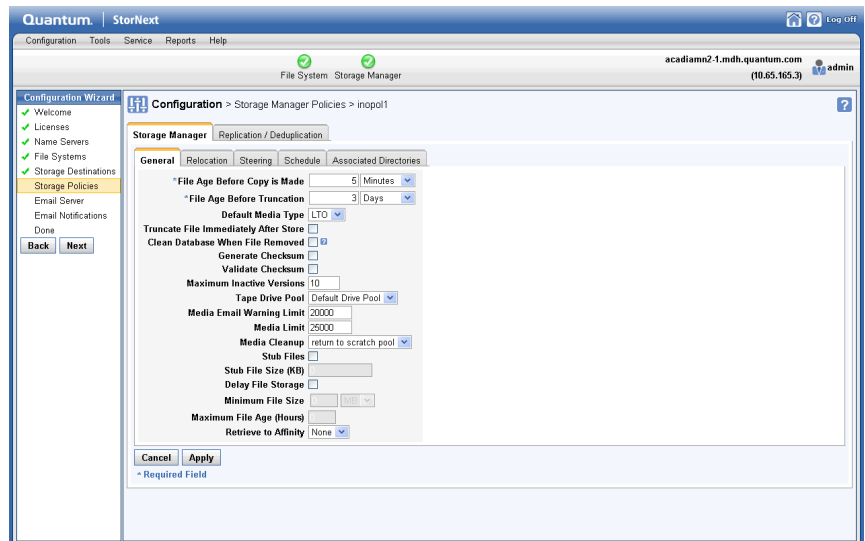 Quantum. StorNext
Log Off
Configuration Tools Service Reports Help
File System Storage Manager
acadiamn2-1.mdh.quantum.com
(10.65.165.3)
admin
Configuration Wizard
Welcome
Licenses
Name Servers
File Systems
Storage Destinations
Storage Policies
Email Server
Email Notifications
Done
Back Next
Configuration > Storage Manager Policies > inopol1
Storage Manager Replication / Deduplication
General Relocation Steering Schedule Associated Directories
*File Age Before Copy is Made 5 Minutes
*File Age Before Truncation 3 Days
Default Media Type LTO
Truncate File Immediately After Store
Clean Database When File Removed ?
Generate Checksum
Validate Checksum
Maximum Inactive Versions 10
Tape Drive Pool Default Drive Pool
Media Email Warning Limit 20000
Media Limit 25000
Media Cleanup return to scratch pool
Stub Files
Stub File Size (KB)
Delay File Storage
Minimum File Size MB
Maximum File Age (Hours)
Retrieve to Affinity None
Cancel Apply
* Required Field